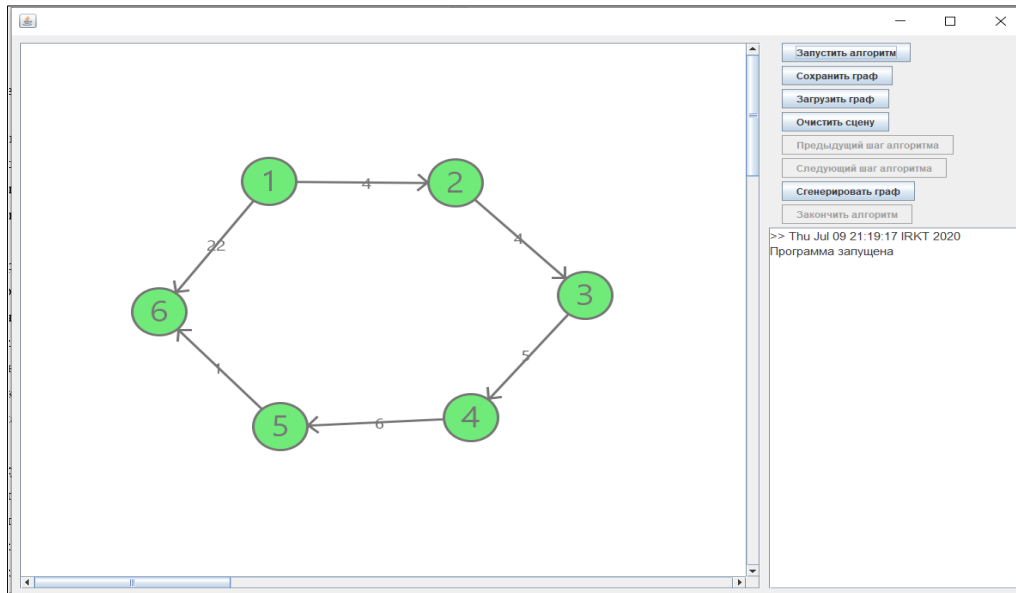 Запустить алгоритм
Сохранить граф
Загрузить граф
Очистить сцену
Предыдущий шаг алгоритма
Следующий шаг алгоритма
Сгенерировать граф
Закончить алгоритм
>> Thu Jul 09 21:19:17 IRKT 2020
Программа запущена
1
4
2
22
4
6
3
1
5
5
6
4